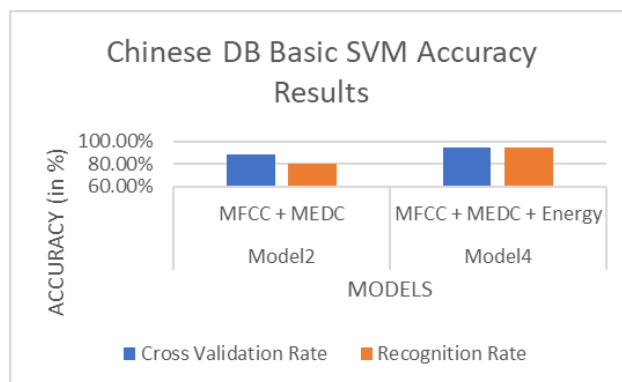 Chinese DB Basic SVM Accuracy
Results
ACCURACY (in %)
100.00%
80.00%
60.00%
MFCC + MEDC
MFCC + MEDC + Energy
Model2
Model4
MODELS
Cross Validation Rate
Recognition Rate